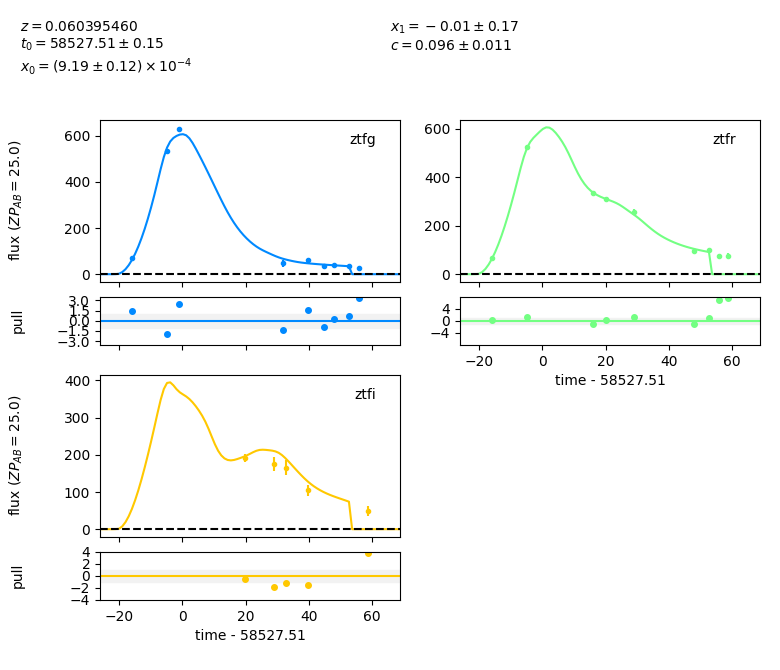 z = 0.060395460
t₀ = 58527.51 ± 0.15
x₀ = (9.19 ± 0.12) × 10⁻⁴
x₁ = −0.01 ± 0.17
c = 0.096 ± 0.011
flux (ZP_AB = 25.0)
600
400
200
0
ztfg
600
400
200
0
ztfr
pull
3.0
1.5
0.0
−1.5
−3.0
4
0
−4
−20 0 20 40 60
time - 58527.51
flux (ZP_AB = 25.0)
400
300
200
100
0
ztfi
pull
4
2
0
−2
−4
−20 0 20 40 60
time - 58527.51